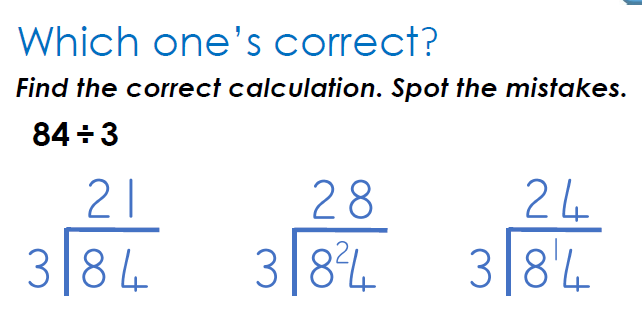 Which one's correct?
Find the correct calculation. Spot the mistakes.
84 ÷ 3
21 28 24
3 84 3 8²4 3 8¹4